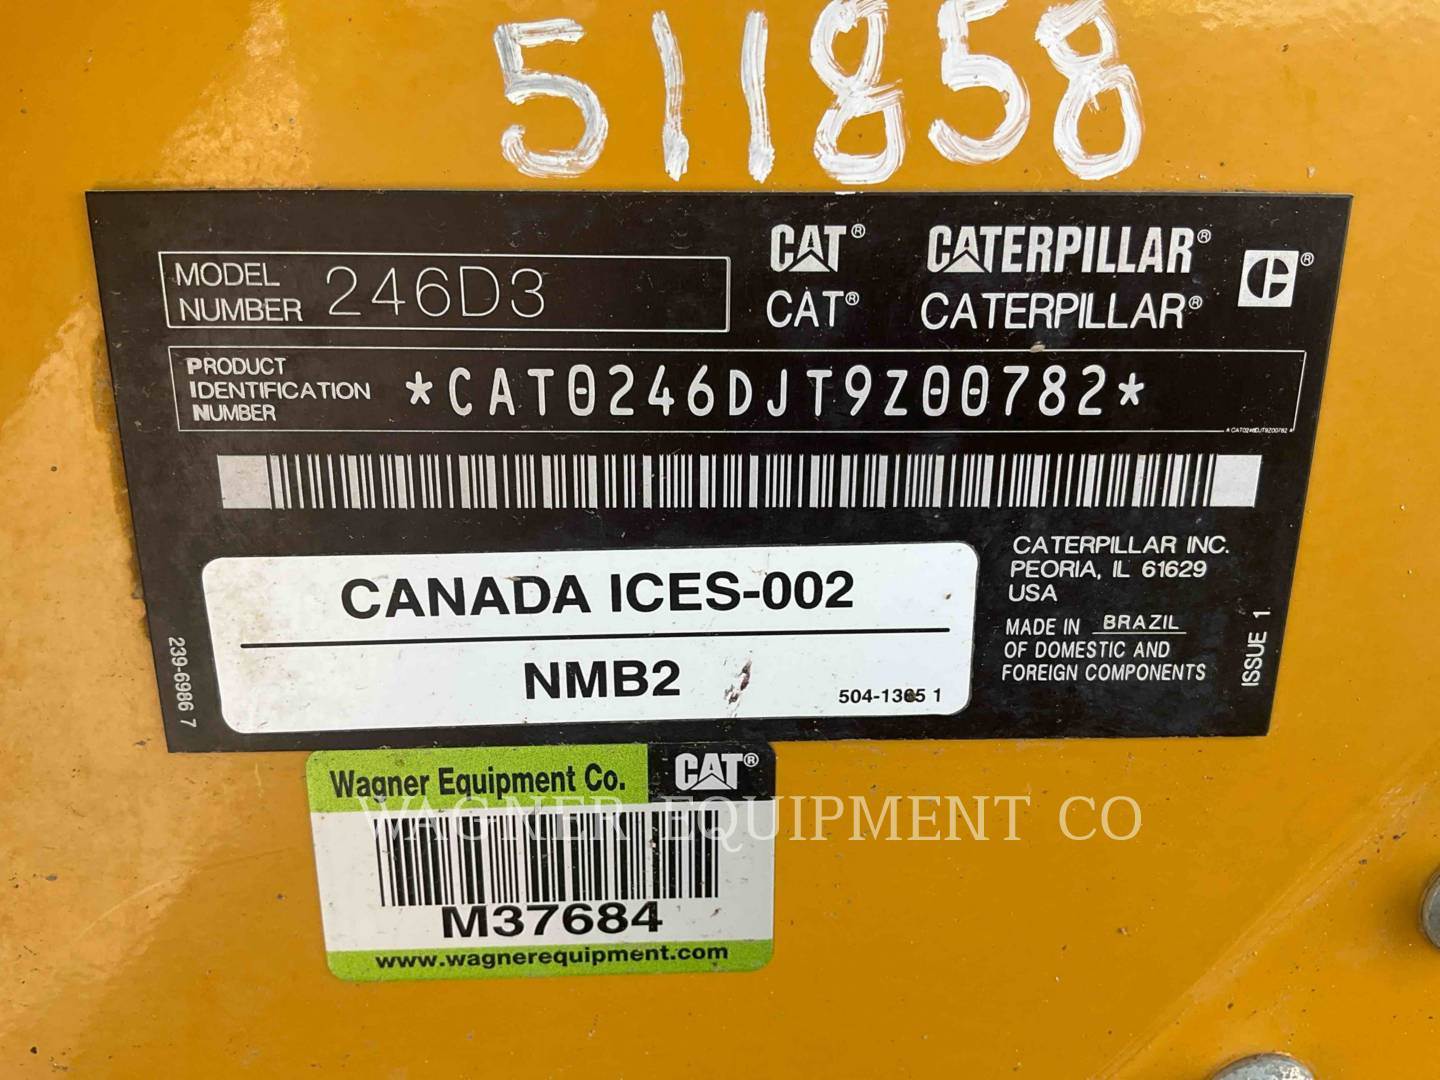 511858
MODEL NUMBER 246D3
CAT® CATERPILLAR®
CAT® CATERPILLAR®
PRODUCT IDENTIFICATION NUMBER *CAT0246DJT9Z00782*
*CAT0246DJT9Z00782*
CANADA ICES-002
NMB2
504-1365 1
CATERPILLAR INC.
PEORIA, IL 61629
USA
MADE IN BRAZIL
OF DOMESTIC AND
FOREIGN COMPONENTS
ISSUE 1
239-6986 7
Wagner Equipment Co. CAT®
WAGNER EQUIPMENT CO
M37684
www.wagnerequipment.com